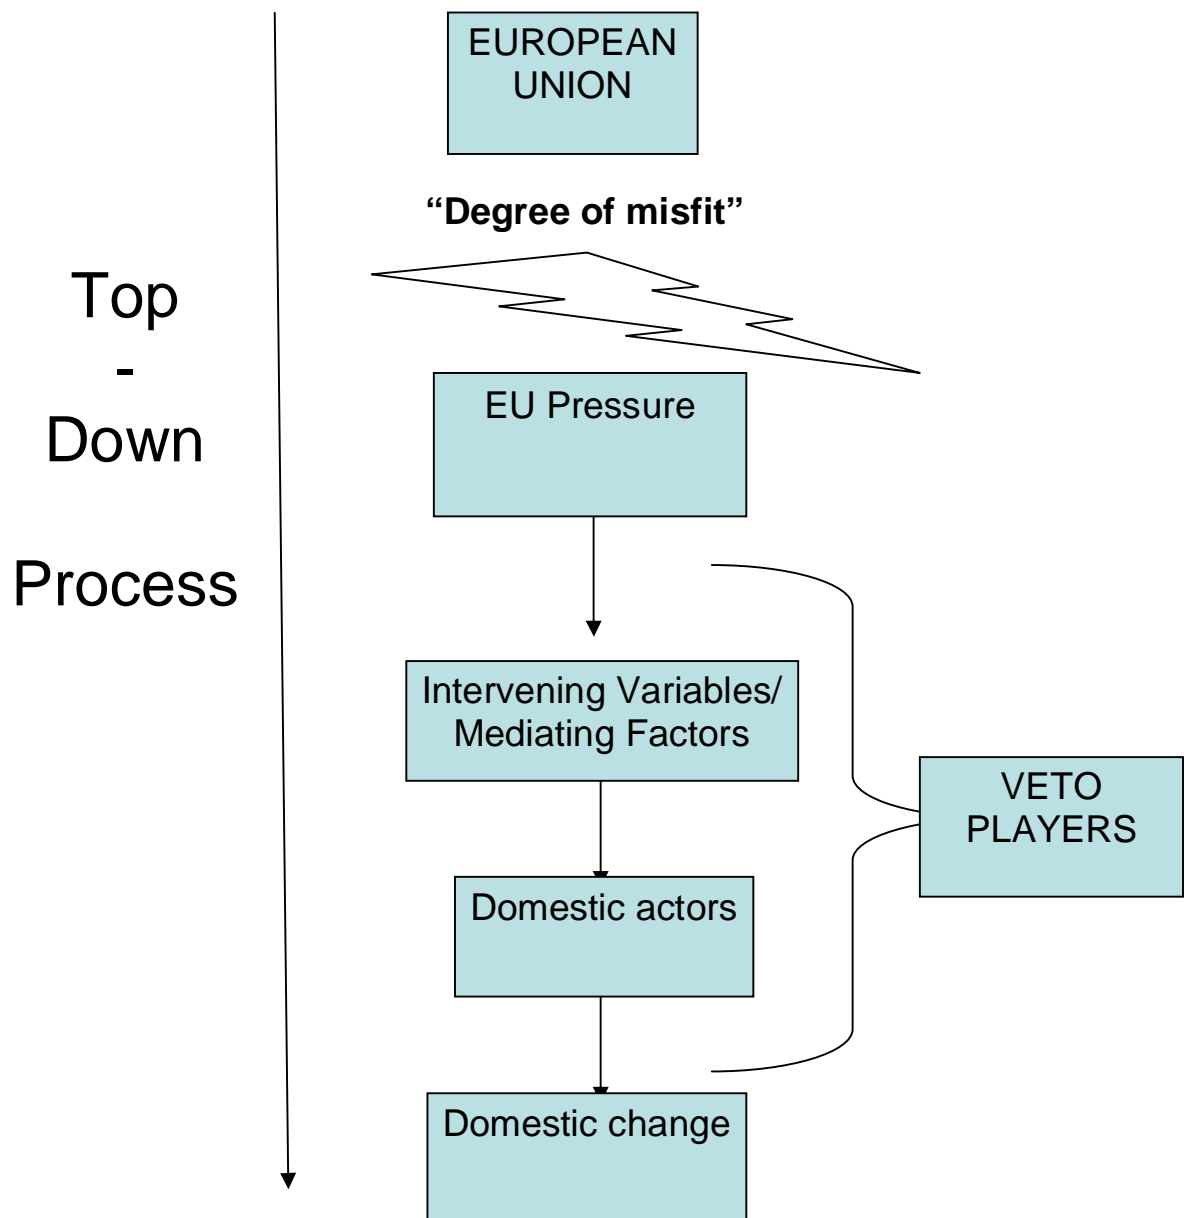 EUROPEAN
UNION
“Degree of misfit”
Top
-
Down
Process
EU Pressure
Intervening Variables/
Mediating Factors
VETO
PLAYERS
Domestic actors
Domestic change